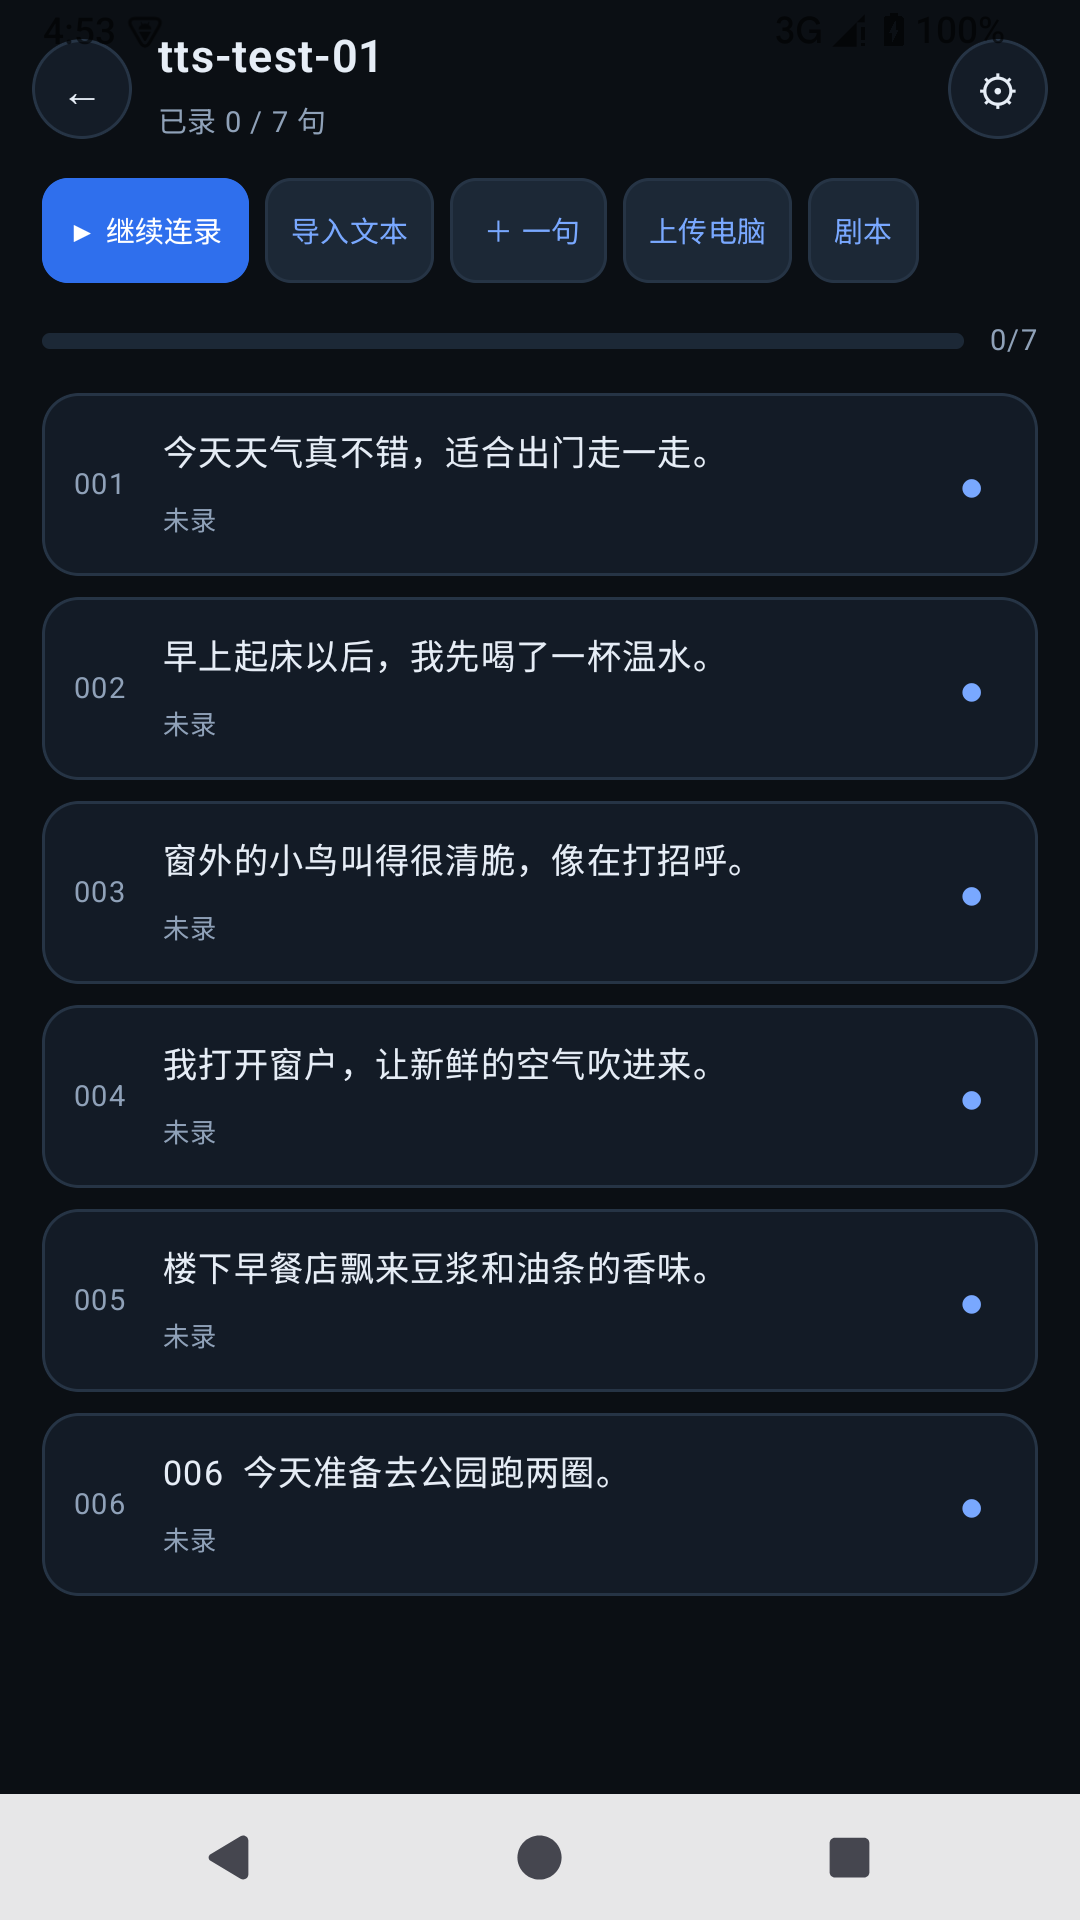 4:53 3G 100%
tts-test-01
已录 0 / 7 句
继续连录 导入文本 ＋ 一句 上传电脑 剧本
0/7
001 今天天气真不错，适合出门走一走。
未录
002 早上起床以后，我先喝了一杯温水。
未录
003 窗外的小鸟叫得很清脆，像在打招呼。
未录
004 我打开窗户，让新鲜的空气吹进来。
未录
005 楼下早餐店飘来豆浆和油条的香味。
未录
006 006 今天准备去公园跑两圈。
未录